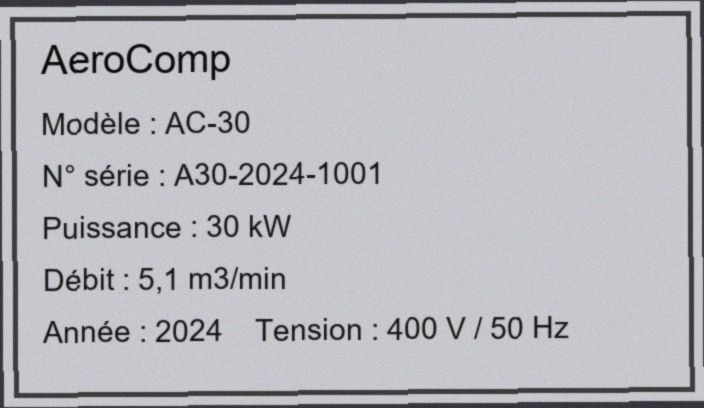 AeroComp
Modèle : AC-30
N° série : A30-2024-1001
Puissance : 30 kW
Débit : 5,1 m3/min
Année : 2024 Tension : 400 V / 50 Hz